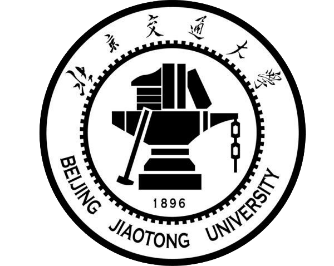 北京交通大学
1896
BEIJING JIAOTONG UNIVERSITY